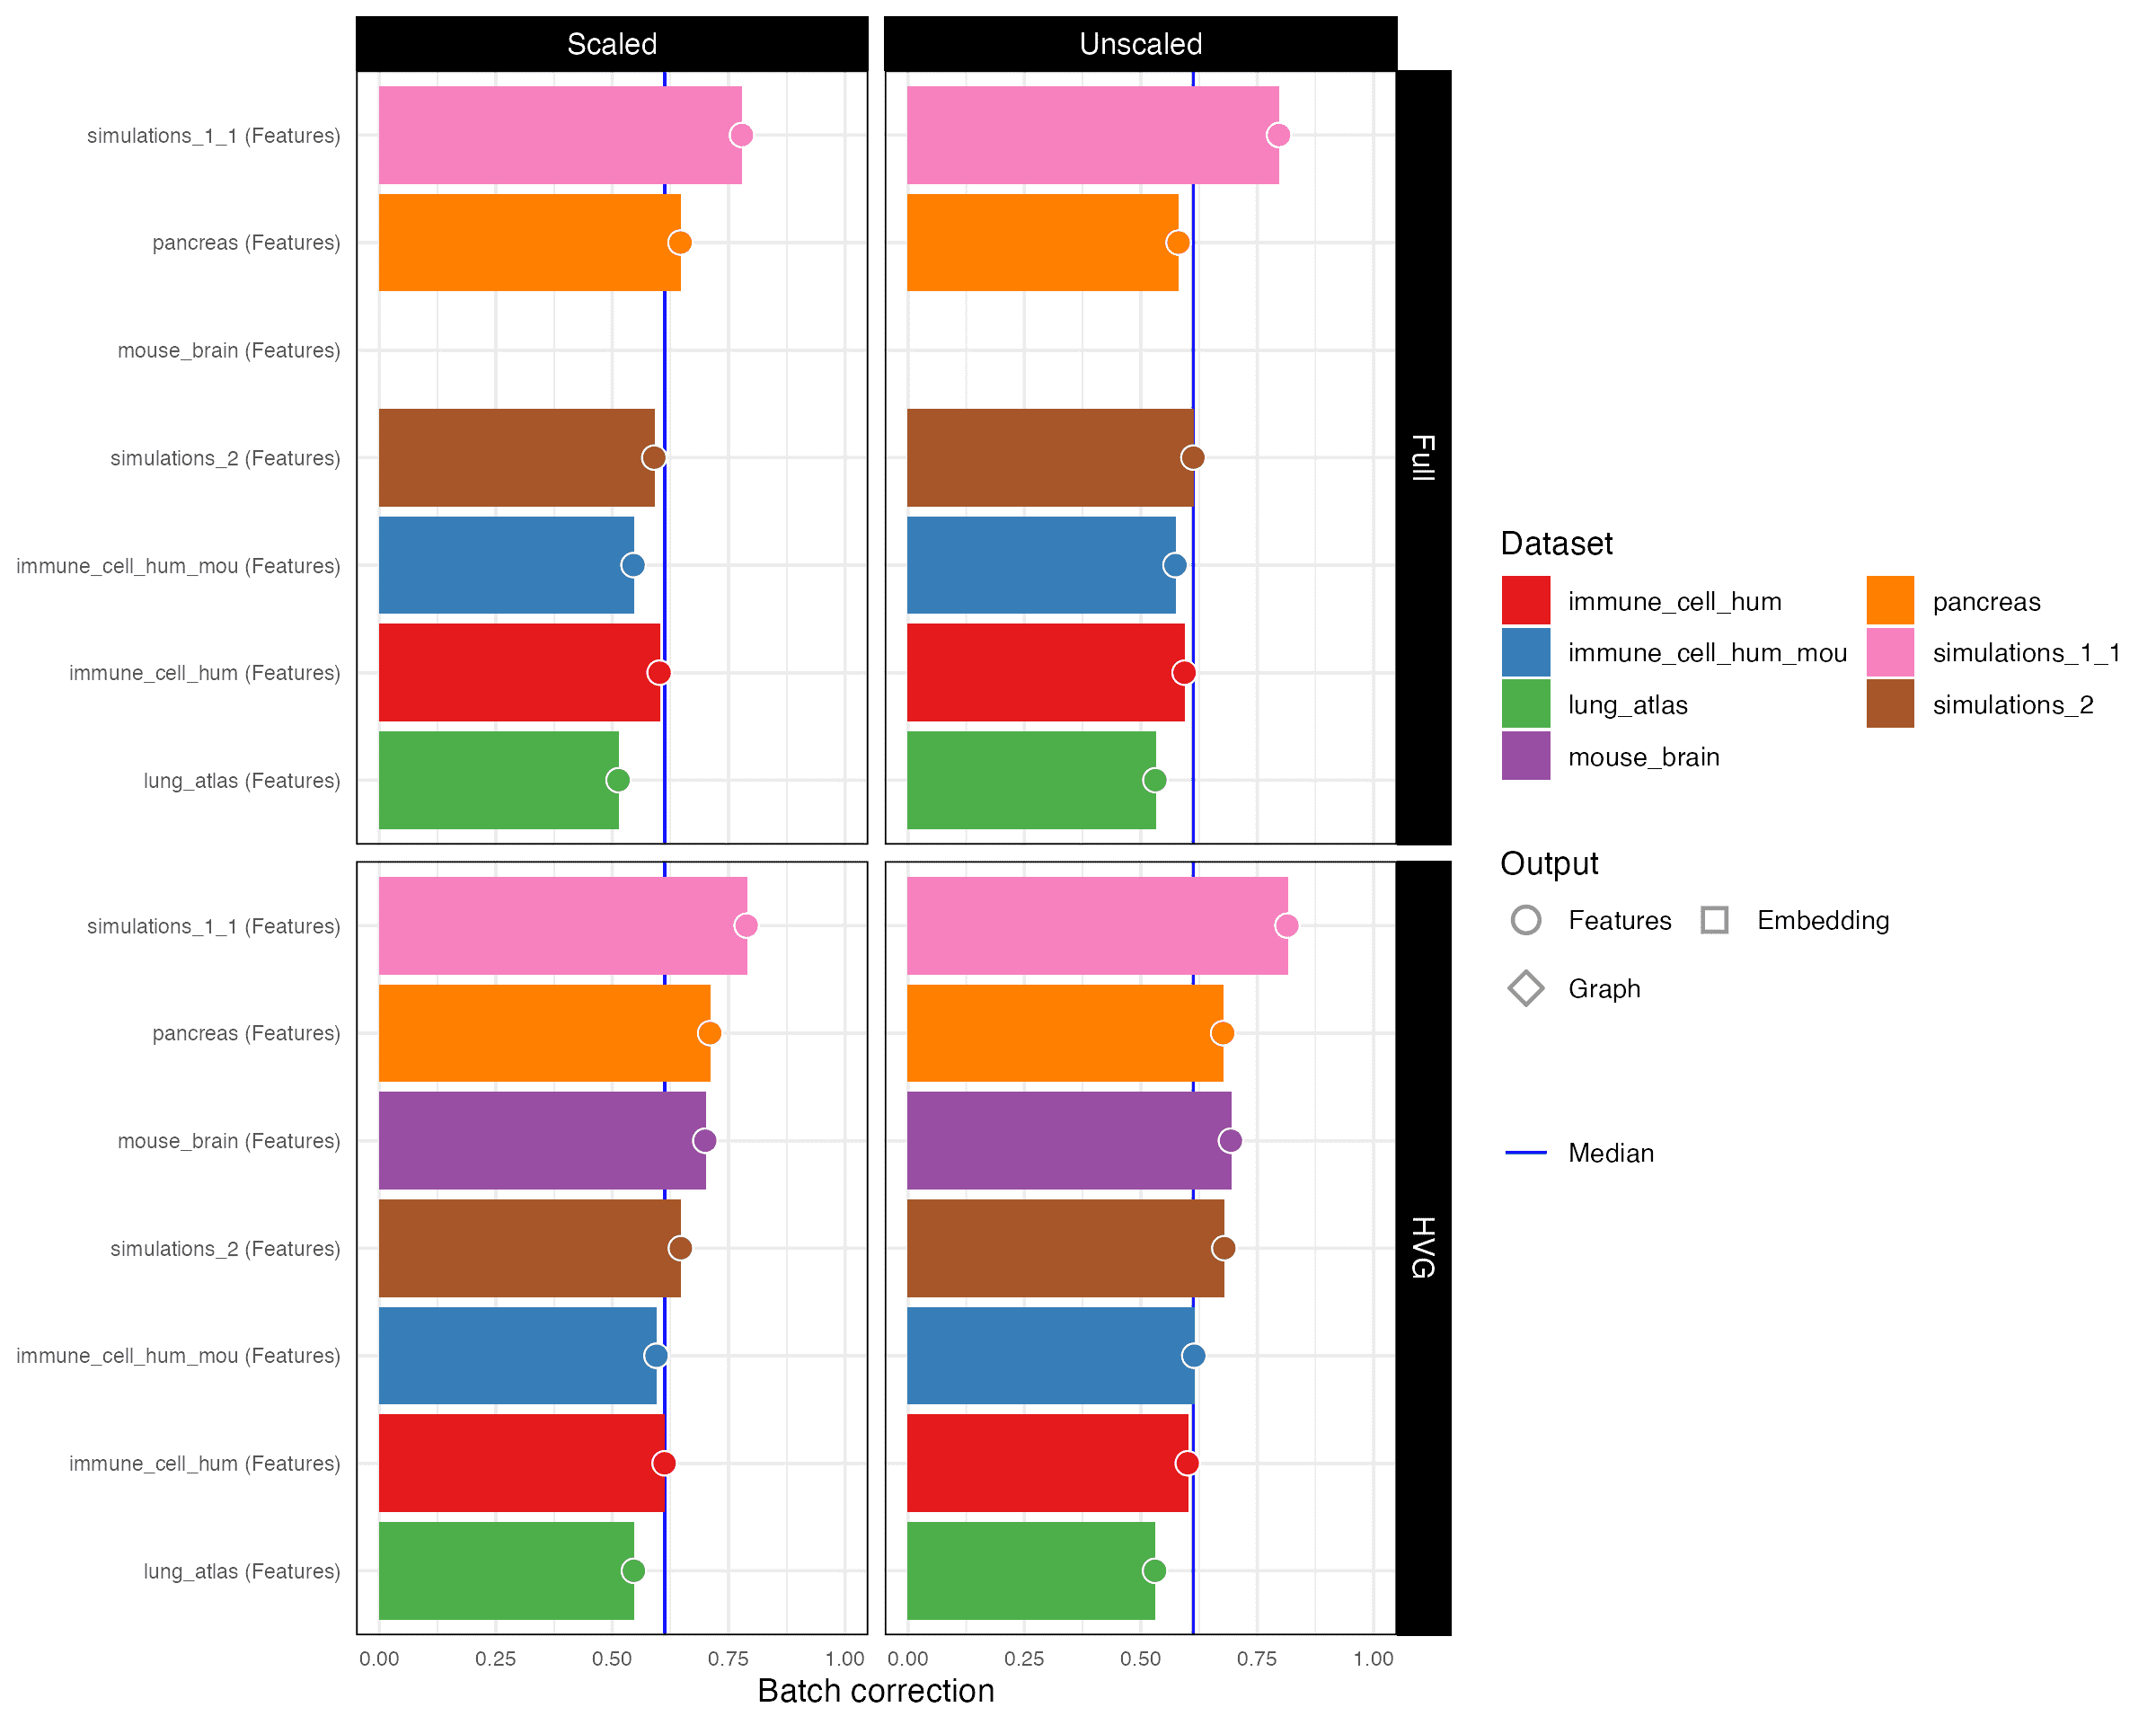 Scaled
Unscaled
simulations_1_1 (Features)
pancreas (Features)
mouse_brain (Features)
simulations_2 (Features)
immune_cell_hum_mou (Features)
immune_cell_hum (Features)
lung_atlas (Features)
Full
simulations_1_1 (Features)
pancreas (Features)
mouse_brain (Features)
simulations_2 (Features)
immune_cell_hum_mou (Features)
immune_cell_hum (Features)
lung_atlas (Features)
HVG
0.00 0.25 0.50 0.75 1.00
0.00 0.25 0.50 0.75 1.00
Batch correction
Dataset
immune_cell_hum
immune_cell_hum_mou
lung_atlas
mouse_brain
pancreas
simulations_1_1
simulations_2
Output
Features
Embedding
Graph
Median